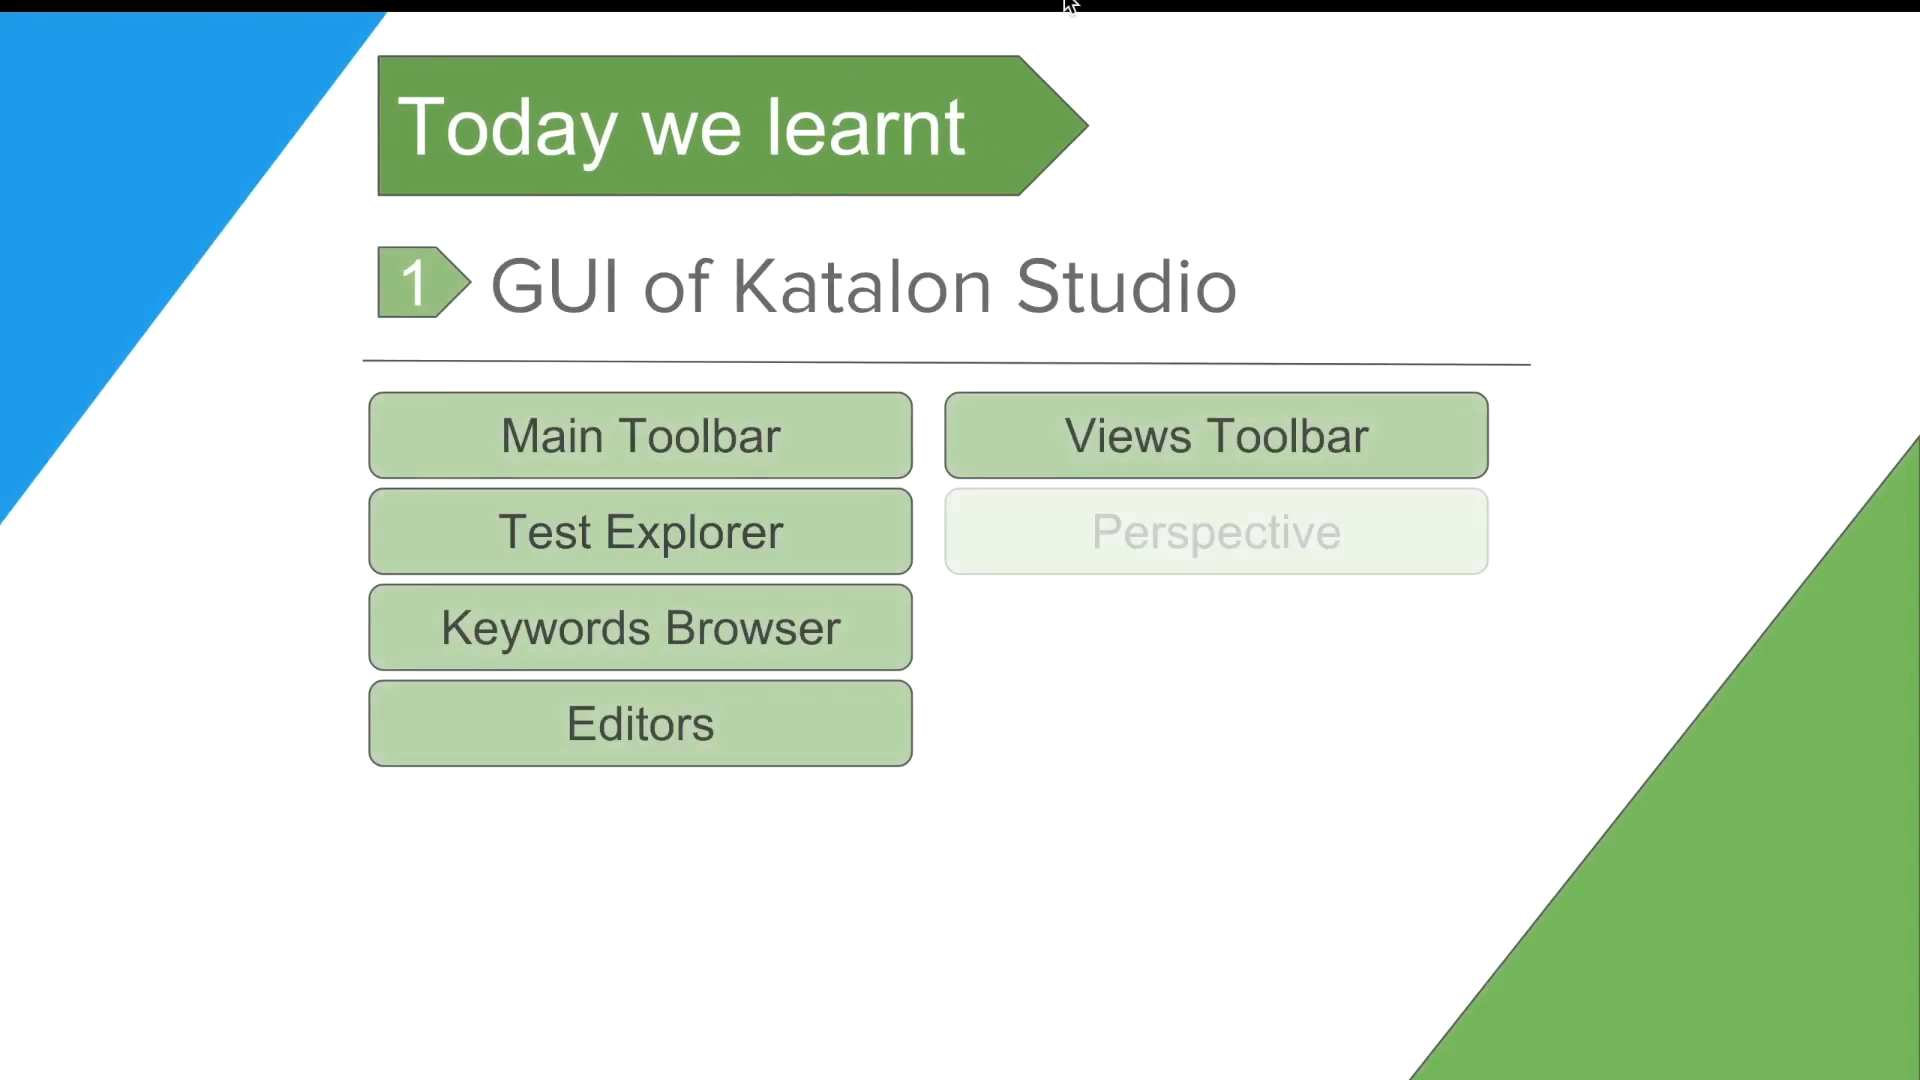 Today we learnt
1 GUI of Katalon Studio
Main Toolbar
Test Explorer
Keywords Browser
Editors
Views Toolbar
Perspective